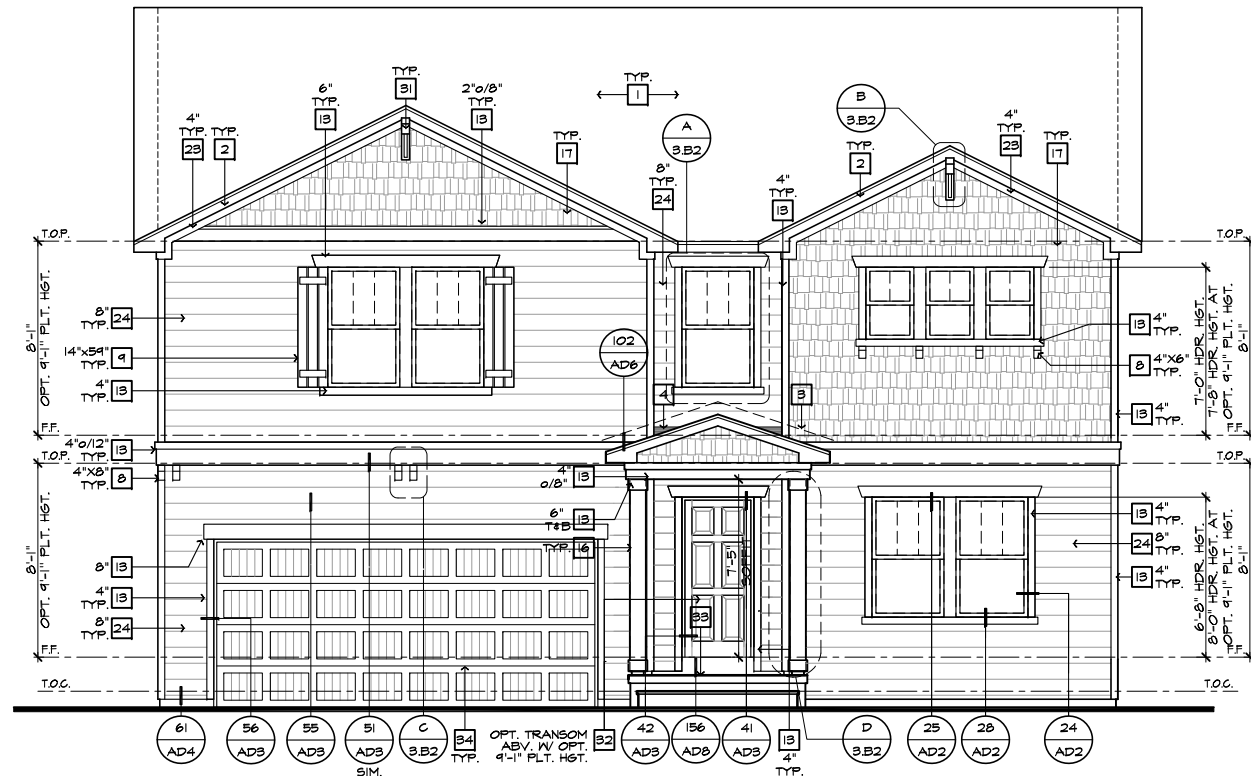 TYP.
31
6"
TYP.
13
2"o/8"
TYP.
13
TYP.
1
4"
TYP.
23
TYP.
2
TYP.
17
A
3.B2
B
3.B2
4"
TYP.
23
TYP.
2
TYP.
17
8"
TYP.
24
4"
TYP.
13
T.O.P.
T.O.P.
8'-1"
OPT. 9'-1" PLT. HGT.
8"
TYP.
24
14"x59"
TYP.
9
4"
TYP.
13
102
AD6
4
3
13
4"
TYP.
8
4"X6"
TYP.
13
4"
TYP.
7'-0" HDR. HGT.
7'-8" HDR. HGT. AT
OPT. 9'-1" PLT HGT.
8'-1"
F.F.
F.F.
4"o/12"
TYP.
13
T.O.P.
T.O.P.
4"X8"
TYP.
8
4"
o/8"
13
6"
T&B
13
TYP.
16
7'-5"
SOFFIT
33
8'-1"
OPT. 9'-1" PLT. HGT.
8"
13
4"
TYP.
13
8"
TYP.
24
13
4"
TYP.
24
8"
TYP.
13
4"
TYP.
6'-8" HDR. HGT.
8'-0" HDR. HGT. AT
OPT. 9'-1" PLT. HGT.
8'-1"
F.F.
F.F.
T.O.C.
T.O.C.
61
AD4
56
AD3
55
AD3
51
AD3
SIM.
C
3.B2
34
TYP.
OPT. TRANSOM
ABV. W/ OPT.
9'-1" PLT. HGT.
32
42
AD3
156
AD8
41
AD3
13
4"
TYP.
D
3.B2
25
AD2
28
AD2
24
AD2